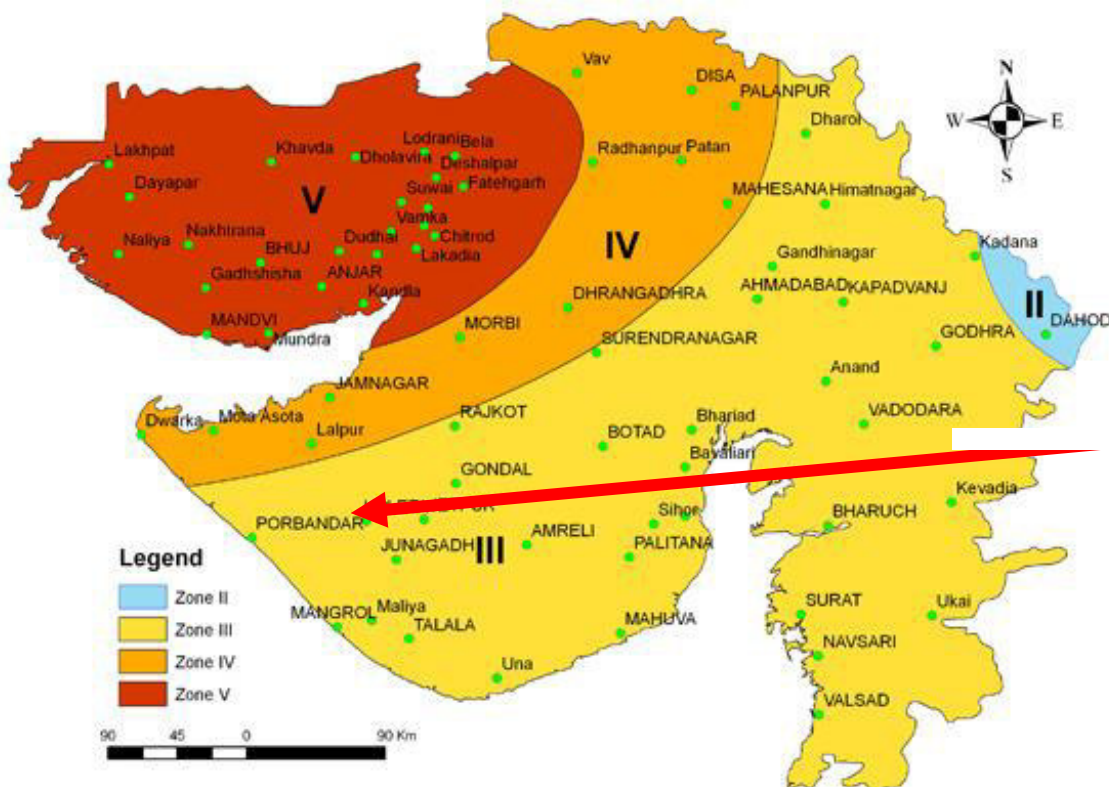 Vav
DISA
PALANPUR
Dharoi
N
W
E
S
Lakhpat
Khavda
Lodrani
Bela
Dholavira
Deshalpar
Radhanpur
Patan
Dayapar
Suwai
Fatehgarh
MAHESANA
Himatnagar
V
Vamka
Chitrod
Nakhirana
Naliya
BHUJ
Dudhai
Lakadia
IV
Gandhinagar
Kadana
Gadhshisha
ANJAR
Kandla
DHRANGADHRA
AHMADABAD
KAPADVANJ
II
DAHOD
MANDVI
Mundra
MORBI
SURENDRANAGAR
GODHRA
JAMNAGAR
Anand
Dwarka
Mota Asota
Lalpur
RAJKOT
BOTAD
Bhariad
VADODARA
Bavaliari
GONDAL
Kevadia
PORBANDAR
Sihor
BHARUCH
JUNAGADH
III
AMRELI
PALITANA
Legend
Zone II
Zone III
Zone IV
Zone V
MANGROL
Maliya
TALALA
MAHUVA
SURAT
Ukai
NAVSARI
Una
VALSAD
90 45 0 90 Km